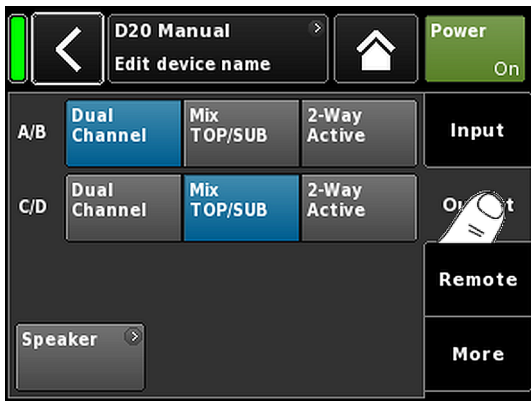 D20 Manual
Edit device name
Power
On
A/B
Dual
Channel
Mix
TOP/SUB
2-Way
Active
Input
C/D
Dual
Channel
Mix
TOP/SUB
2-Way
Active
Remote
Speaker
More